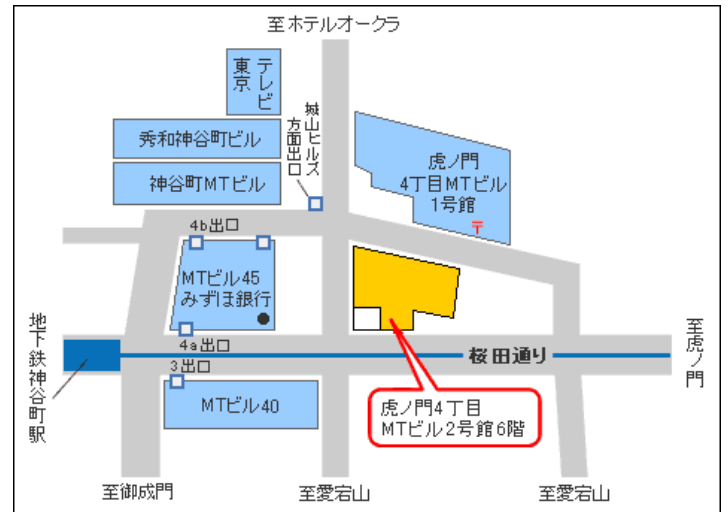 至ホテルオークラ
東京
テレビ
城山ヒルズ
方面出口
秀和神谷町ビル
神谷町MTビル
虎ノ門
4丁目MTビル
1号館
〒
4b出口
MTビル45
みずほ銀行
地下鉄神谷町駅
4a出口
桜田通り
至虎ノ門
3出口
MTビル40
虎ノ門4丁目
MTビル2号館6階
至御成門
至愛宕山
至愛宕山